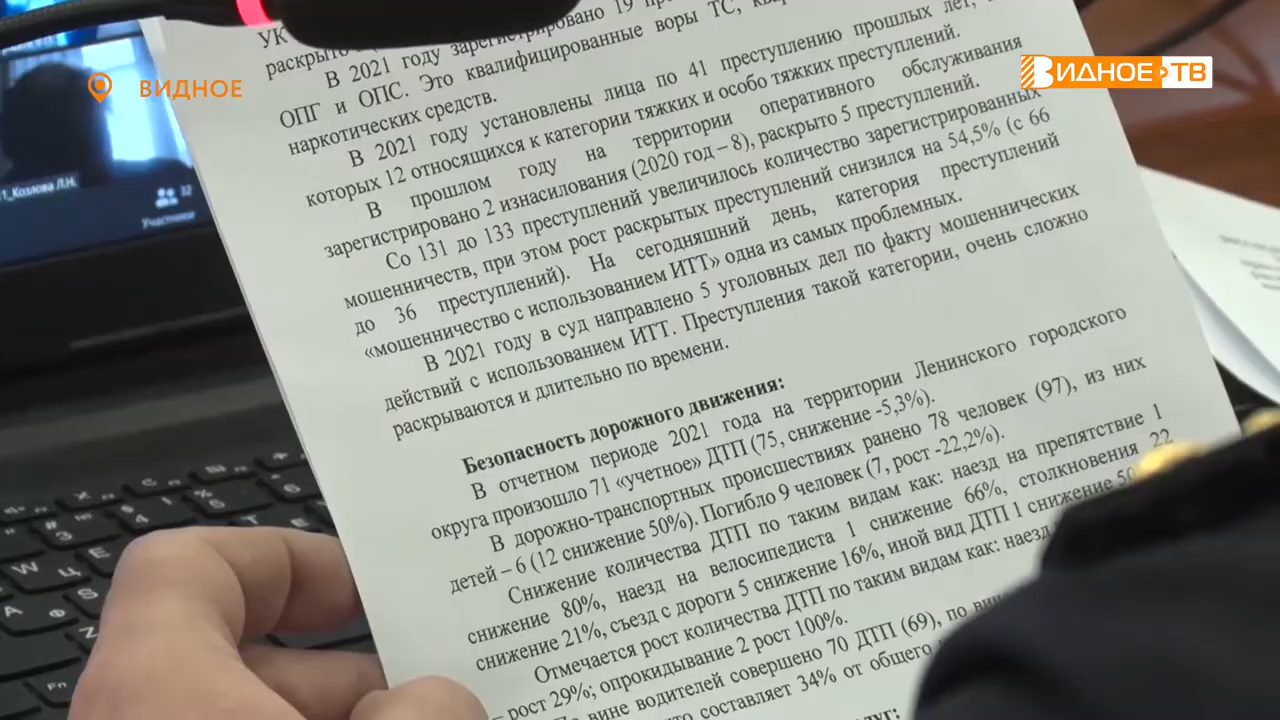 ВИДНОЕ
ВИДНОЕ ТВ
1_Козлова Л.Н.
32
Участники
УК
раскрыто
В 2021 году зарегистрировано 19
ОПГ и ОПС. Это квалифицированные воры ТС,
наркотических средств.
В 2021 году установлены лица по 41 преступлению прошлых лет,
которых 12 относящихся к категории тяжких и особо тяжких преступлений.
В прошлом году на территории оперативного обслуживания
зарегистрировано 2 изнасилования (2020 год – 8), раскрыто 5 преступлений.
Со 131 до 133 преступлений увеличилось количество зарегистрированных
мошенничеств, при этом рост раскрытых преступлений снизился на 54,5% (с 66
до 36 преступлений). На сегодняшний день, категория преступлений
«мошенничество с использованием ИТТ» одна из самых проблемных.
В 2021 году в суд направлено 5 уголовных дел по факту мошеннических
действий с использованием ИТТ. Преступления такой категории, очень сложно
раскрываются и длительно по времени.
Безопасность дорожного движения:
В отчетном периоде 2021 года на территории Ленинского городского
округа произошло 71 «учетное» ДТП (75, снижение -5,3%).
В дорожно-транспортных происшествиях ранено 78 человек (97), из них
детей – 6 (12 снижение 50%). Погибло 9 человек (7, рост -22,2%).
Снижение количества ДТП по таким видам как: наезд на препятствие 1
снижение 80%, наезд на велосипедиста 1 снижение 66%, столкновения 22
снижение 21%, съезд с дороги 5 снижение 16%, иной вид ДТП 1 снижение
Отмечается рост количества ДТП по таким видам как: наезд
– рост 29%; опрокидывание 2 рост 100%.
По вине водителей совершено 70 ДТП (69), по
что составляет 34% от общего